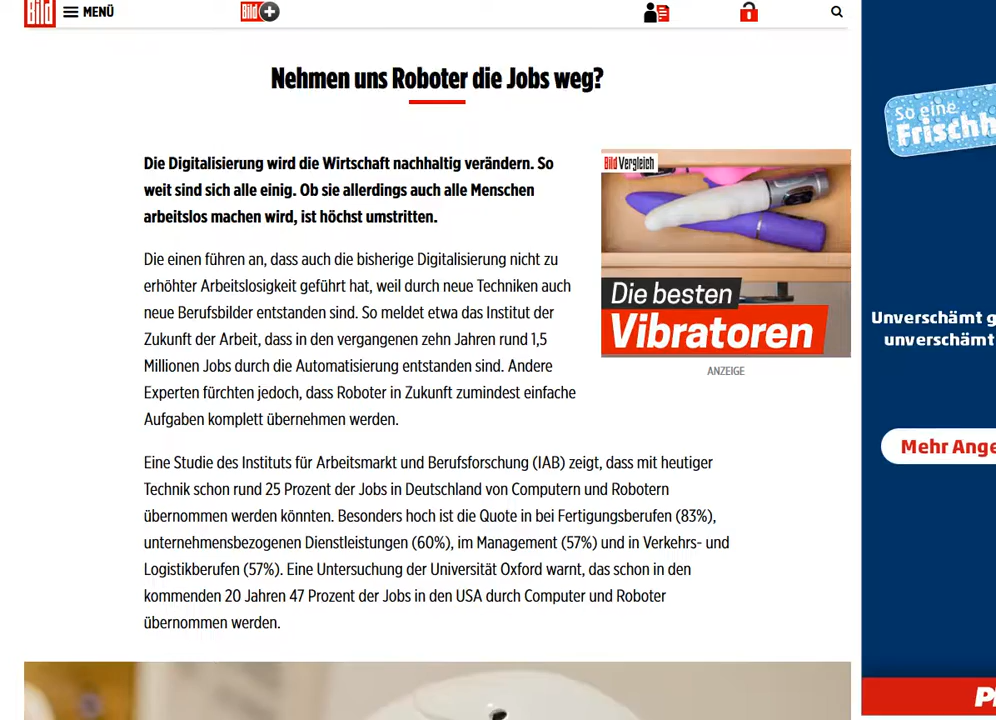 Bild
MENÜ
Bild
Nehmen uns Roboter die Jobs weg?
Die Digitalisierung wird die Wirtschaft nachhaltig verändern. So
weit sind sich alle einig. Ob sie allerdings auch alle Menschen
arbeitslos machen wird, ist höchst umstritten.
Die einen führen an, dass auch die bisherige Digitalisierung nicht zu
erhöhter Arbeitslosigkeit geführt hat, weil durch neue Techniken auch
neue Berufsbilder entstanden sind. So meldet etwa das Institut der
Zukunft der Arbeit, dass in den vergangenen zehn Jahren rund 1,5
Millionen Jobs durch die Automatisierung entstanden sind. Andere
Experten fürchten jedoch, dass Roboter in Zukunft zumindest einfache
Aufgaben komplett übernehmen werden.
Bild Vergleich
Die besten
Vibratoren
ANZEIGE
Eine Studie des Instituts für Arbeitsmarkt und Berufsforschung (IAB) zeigt, dass mit heutiger
Technik schon rund 25 Prozent der Jobs in Deutschland von Computern und Robotern
übernommen werden könnten. Besonders hoch ist die Quote in bei Fertigungsberufen (83%),
unternehmensbezogenen Dienstleistungen (60%), im Management (57%) und in Verkehrs- und
Logistikberufen (57%). Eine Untersuchung der Universität Oxford warnt, das schon in den
kommenden 20 Jahren 47 Prozent der Jobs in den USA durch Computer und Roboter
übernommen werden.
So eine
Unverschämt
unverschämt
Mehr